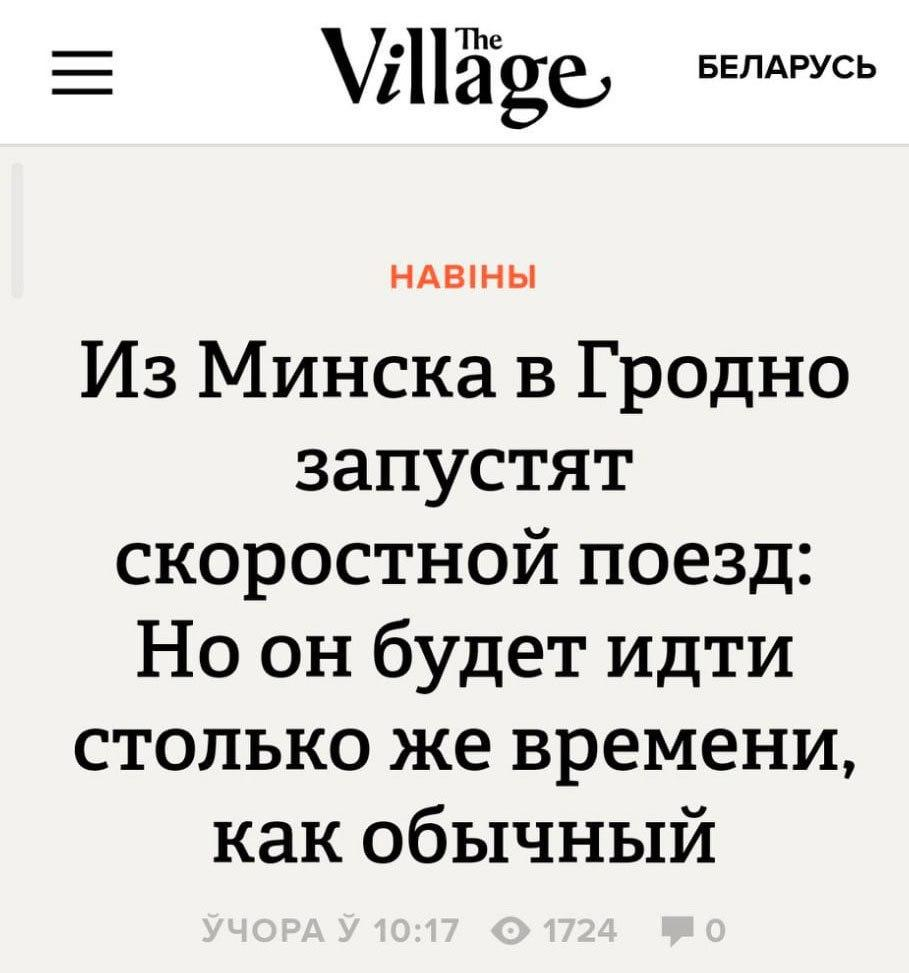 The Village
БЕЛАРУСЬ
НАВІНЫ
Из Минска в Гродно
запустят
скоростной поезд:
Но он будет идти
столько же времени,
как обычный
ЎЧОРА Ў 10:17 1724 0